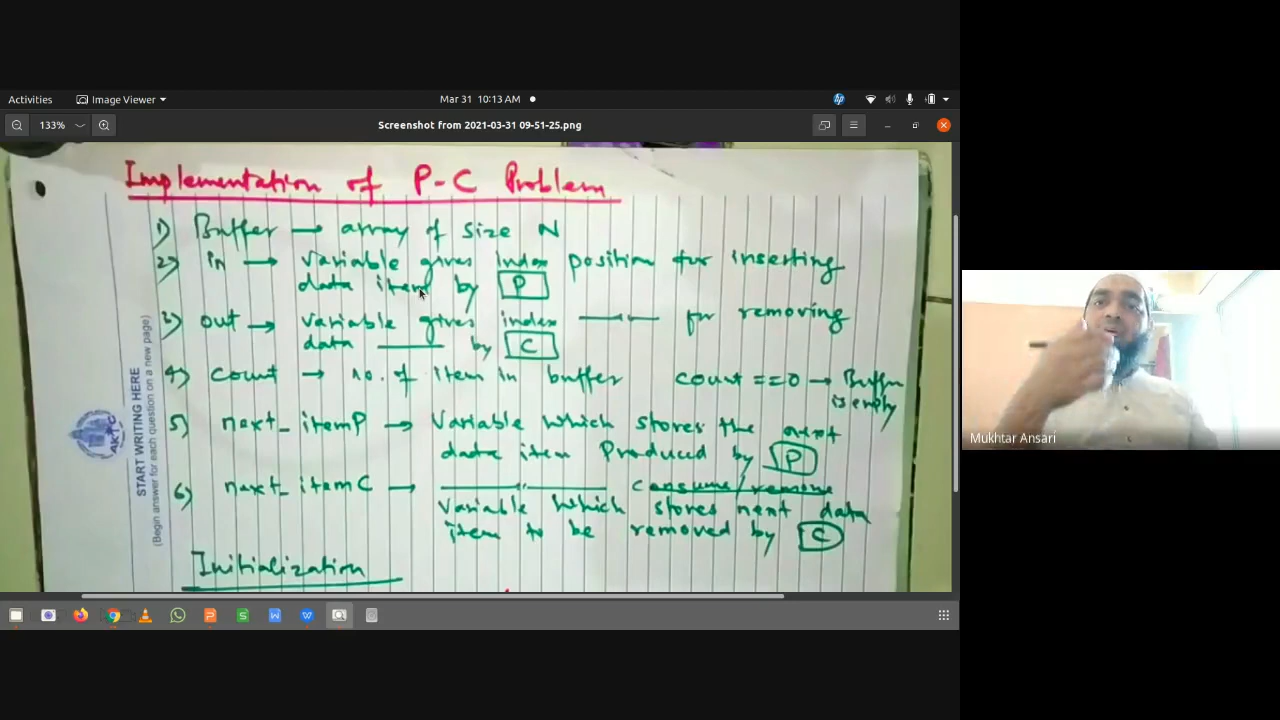 Activities
Image Viewer
Mar 31 10:13 AM
133%
Screenshot from 2021-03-31 09-51-25.png
Implementation of P-C Problem
1) Buffer → array of size N
2) in → variable gives index position for inserting
data item by P
3) out → variable gives index —"— for removing
data ____ by C
4) count → no. of item in buffer count ==0 → Buffer
is empty
5) next_itemP → Variable which stores the next
data item Produced by P
6) next_itemC → —"— consume/remove
Variable which stores next data
item to be removed by C
Initialization
START WRITING HERE
(Begin answer for each question on a new page)
AKTC
hp
Mukhtar Ansari